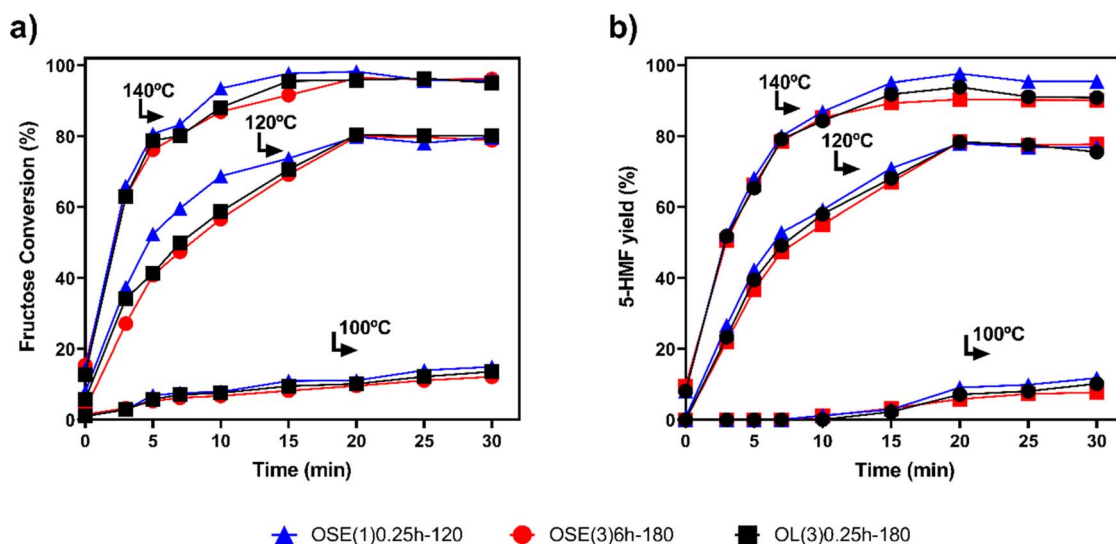 a)
Fructose Conversion (%)
100
80
60
40
20
0
140ºC
120ºC
100ºC
0 5 10 15 20 25 30
Time (min)
b)
5-HMF yield (%)
100
80
60
40
20
0
140ºC
120ºC
100ºC
0 5 10 15 20 25 30
Time (min)
OSE(1)0.25h-120 OSE(3)6h-180 OL(3)0.25h-180